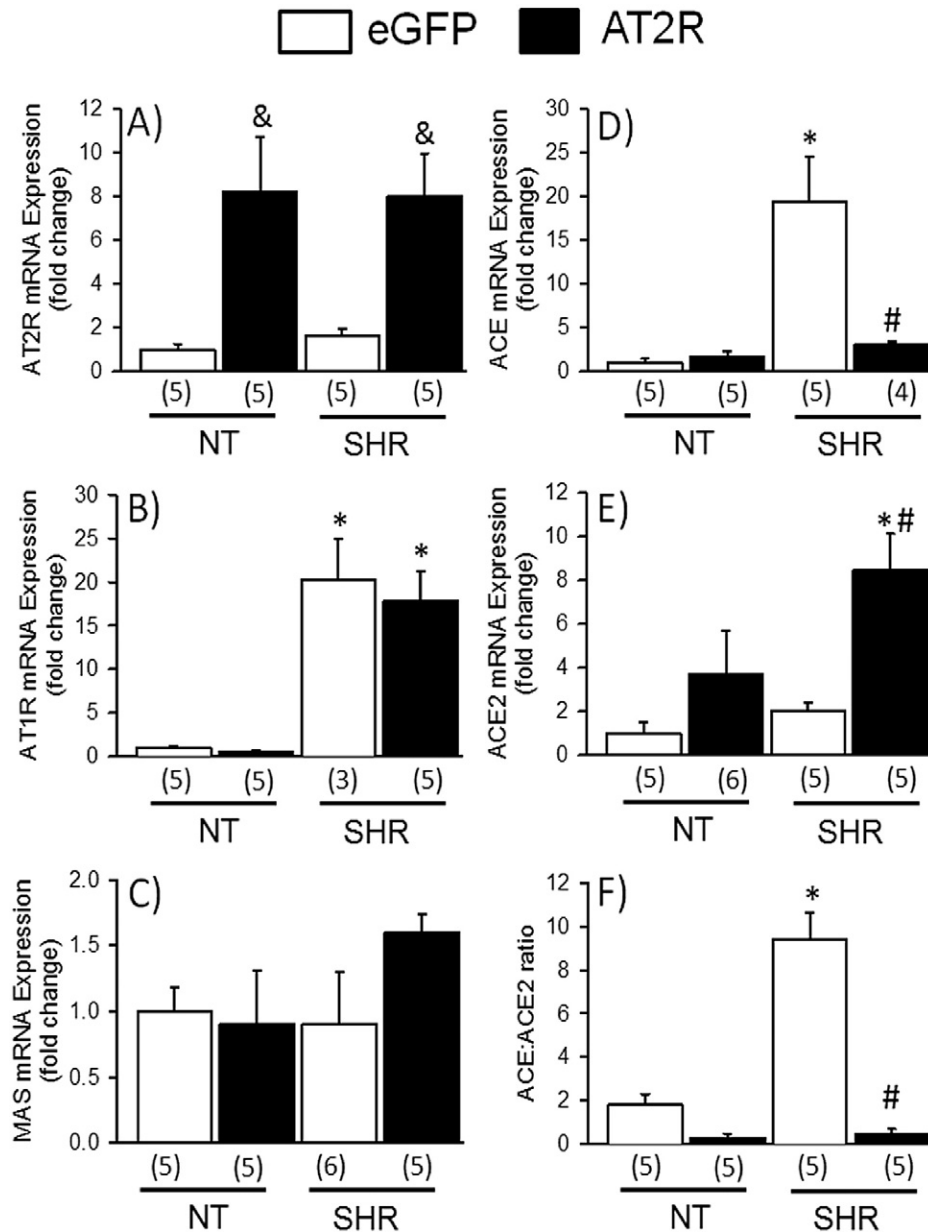 eGFP AT2R
A)
AT2R mRNA Expression
(fold change)
12
10
8
6
4
2
0
& &
(5) (5) (5) (5)
NT SHR
D)
ACE mRNA Expression
(fold change)
30
25
20
15
10
5
0
* #
(5) (5) (5) (4)
NT SHR
B)
AT1R mRNA Expression
(fold change)
30
25
20
15
10
5
0
* *
(5) (5) (3) (5)
NT SHR
E)
ACE2 mRNA Expression
(fold change)
12
10
8
6
4
2
0
*#
(5) (6) (5) (5)
NT SHR
C)
MAS mRNA Expression
(fold change)
2.0
1.5
1.0
0.5
0.0
(5) (5) (6) (5)
NT SHR
F)
ACE:ACE2 ratio
12
10
8
6
4
2
0
* #
(5) (5) (5) (5)
NT SHR